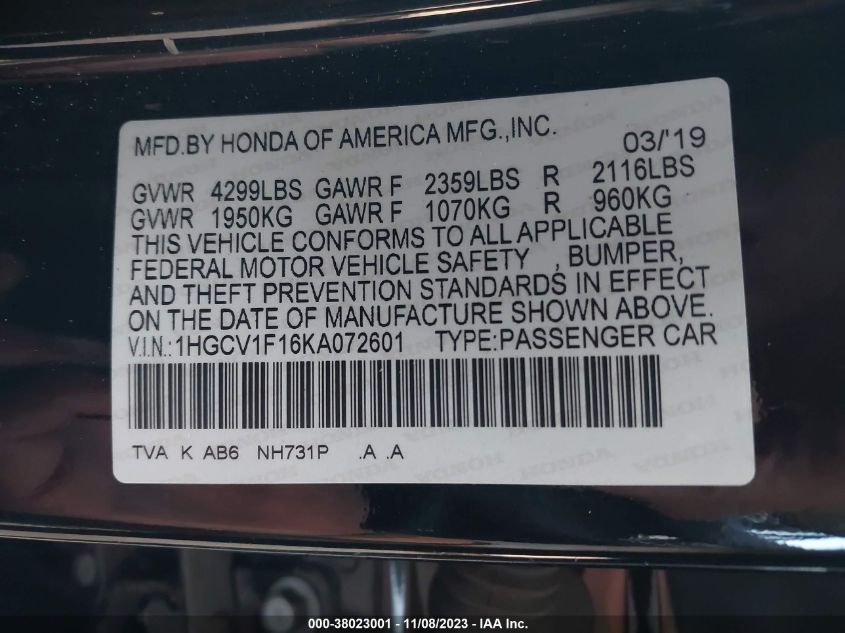 MFD.BY HONDA OF AMERICA MFG.,INC. 03/'19
GVWR 4299LBS GAWR F 2359LBS R 2116LBS
GVWR 1950KG GAWR F 1070KG R 960KG
THIS VEHICLE CONFORMS TO ALL APPLICABLE
FEDERAL MOTOR VEHICLE SAFETY , BUMPER,
AND THEFT PREVENTION STANDARDS IN EFFECT
ON THE DATE OF MANUFACTURE SHOWN ABOVE.
V.I.N.:1HGCV1F16KA072601 TYPE:PASSENGER CAR
TVA K AB6 NH731P .A .A
000-38023001 - 11/08/2023 - IAA Inc.